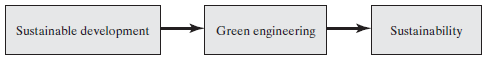 Sustainable development
Green engineering
Sustainability